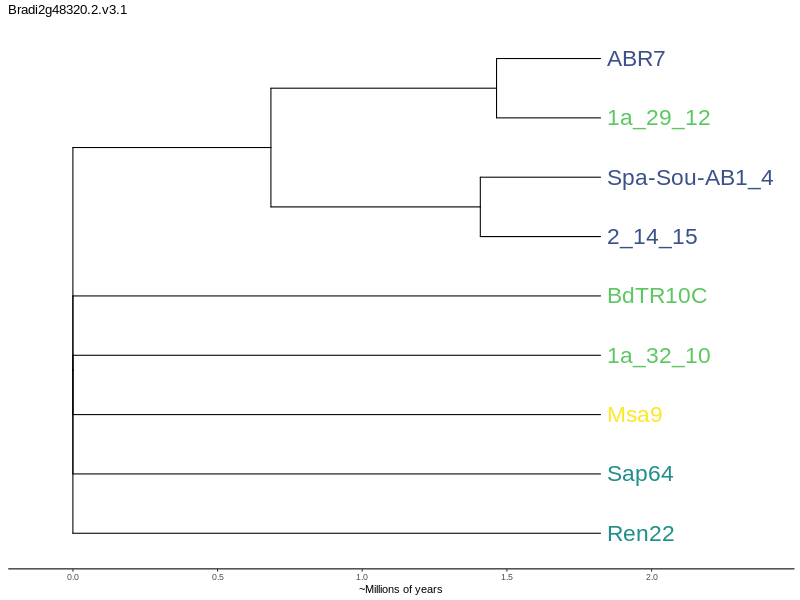 Bradi2g48320.2.v3.1
ABR7
1a_29_12
Spa-Sou-AB1_4
2_14_15
BdTR10C
1a_32_10
Msa9
Sap64
Ren22
0.0 0.5 1.0 1.5 2.0
~Millions of years